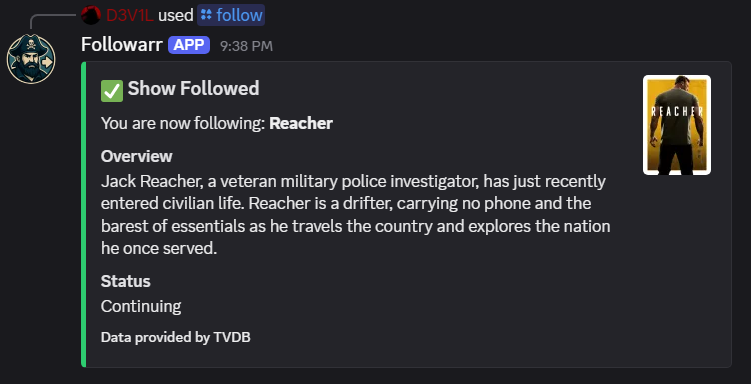 D3V1L used follow
Followarr APP 9:38 PM
Show Followed
You are now following: Reacher
REACHER
Overview
Jack Reacher, a veteran military police investigator, has just recently
entered civilian life. Reacher is a drifter, carrying no phone and the
barest of essentials as he travels the country and explores the nation
he once served.
Status
Continuing
Data provided by TVDB